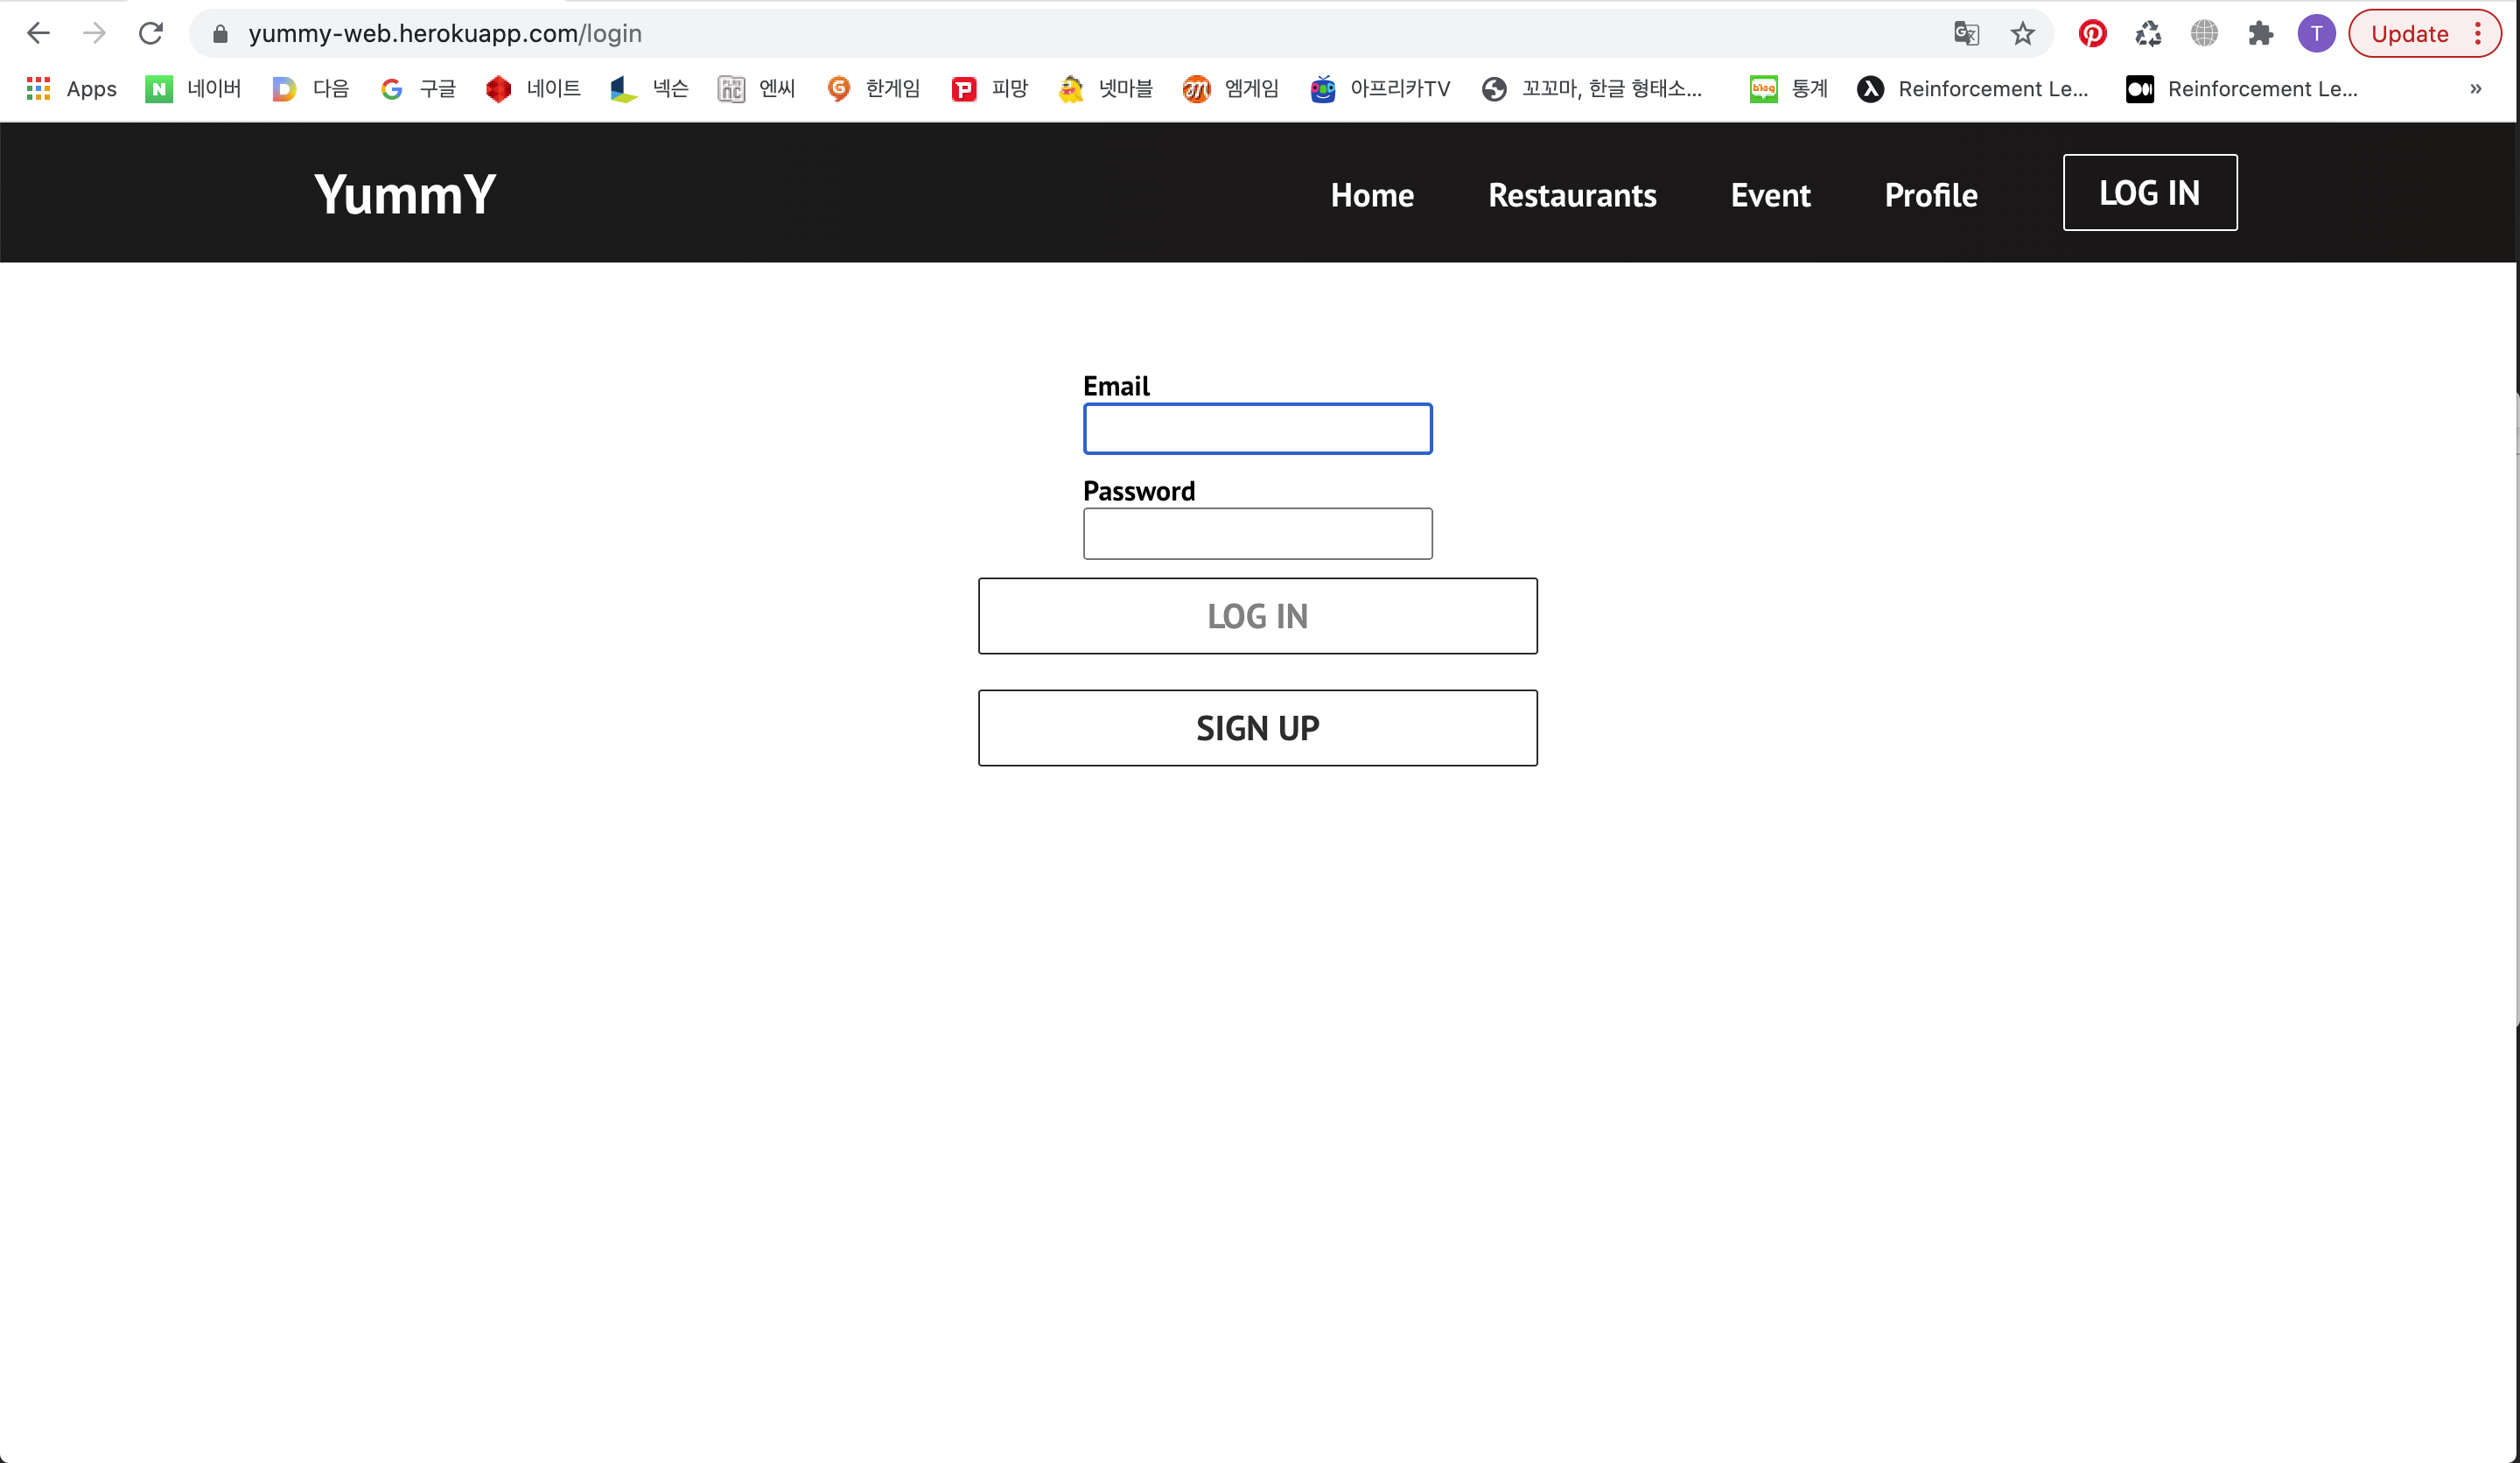 yummy-web.herokuapp.com/login
T
Update
Apps
네이버
다음
구글
네이트
넥슨
PLAY NC
엔씨
한게임
피망
넷마블
엠게임
아프리카TV
꼬꼬마, 한글 형태소...
blog
통계
Reinforcement Le...
Reinforcement Le...
»
YummY
Home
Restaurants
Event
Profile
LOG IN
Email
Password
LOG IN
SIGN UP